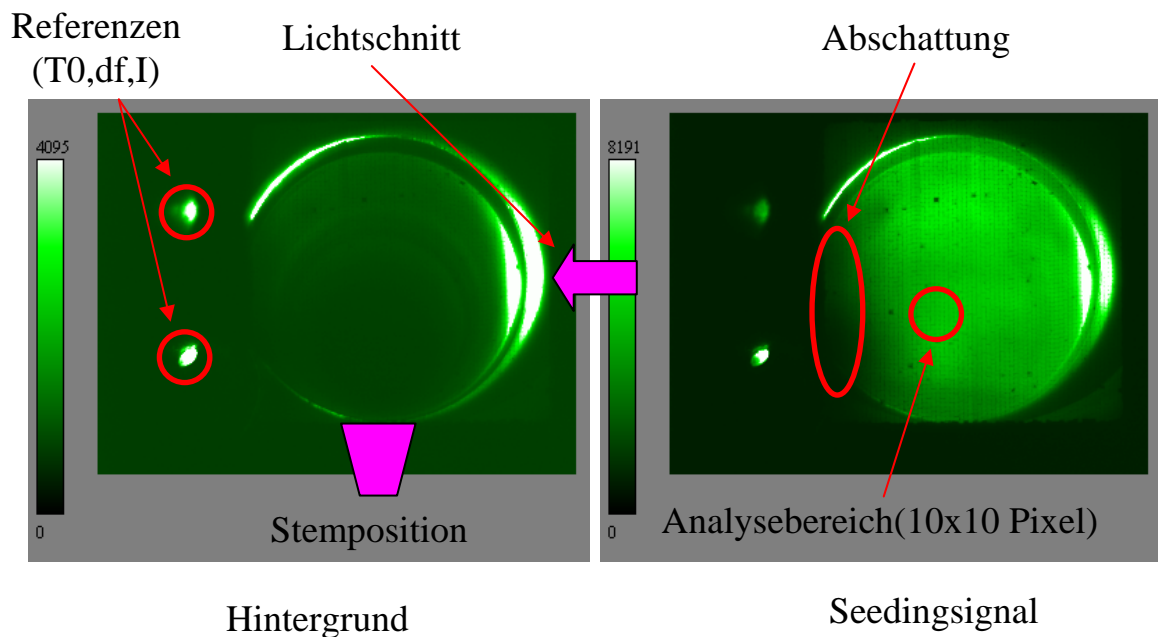 Referenzen
(T0,df,I)
Lichtschnitt
Abschattung
4095
0
8191
0
Stemposition
Analysebereich(10x10 Pixel)
Hintergrund
Seedingsignal